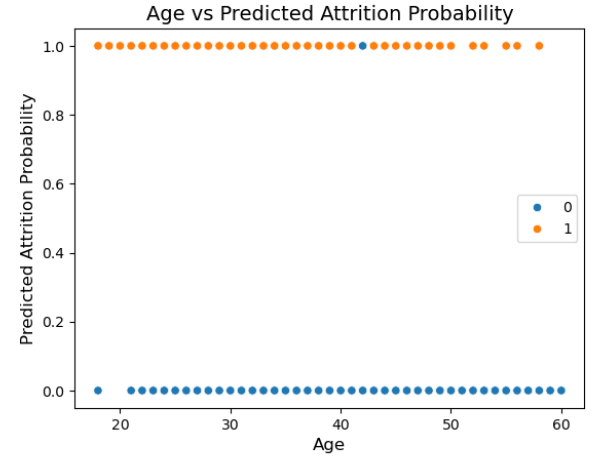 Age vs Predicted Attrition Probability
1.0
0.8
0.6
0.4
0.2
0.0
Predicted Attrition Probability
0
1
20 30 40 50 60
Age